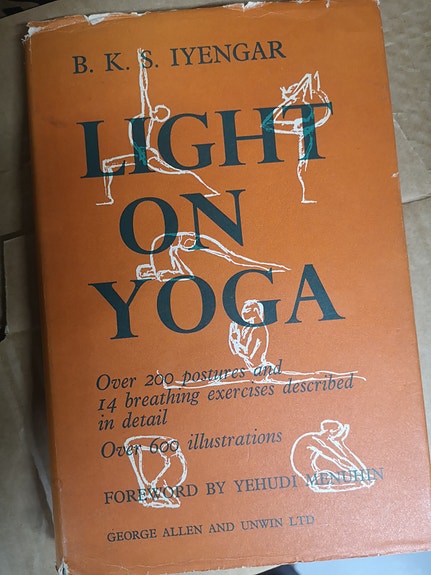 B. K. S. IYENGAR
LIGHT
ON
YOGA
Over 200 postures and
14 breathing exercises described
in detail
Over 600 illustrations
FOREWORD BY YEHUDI MENUHIN
GEORGE ALLEN AND UNWIN LTD